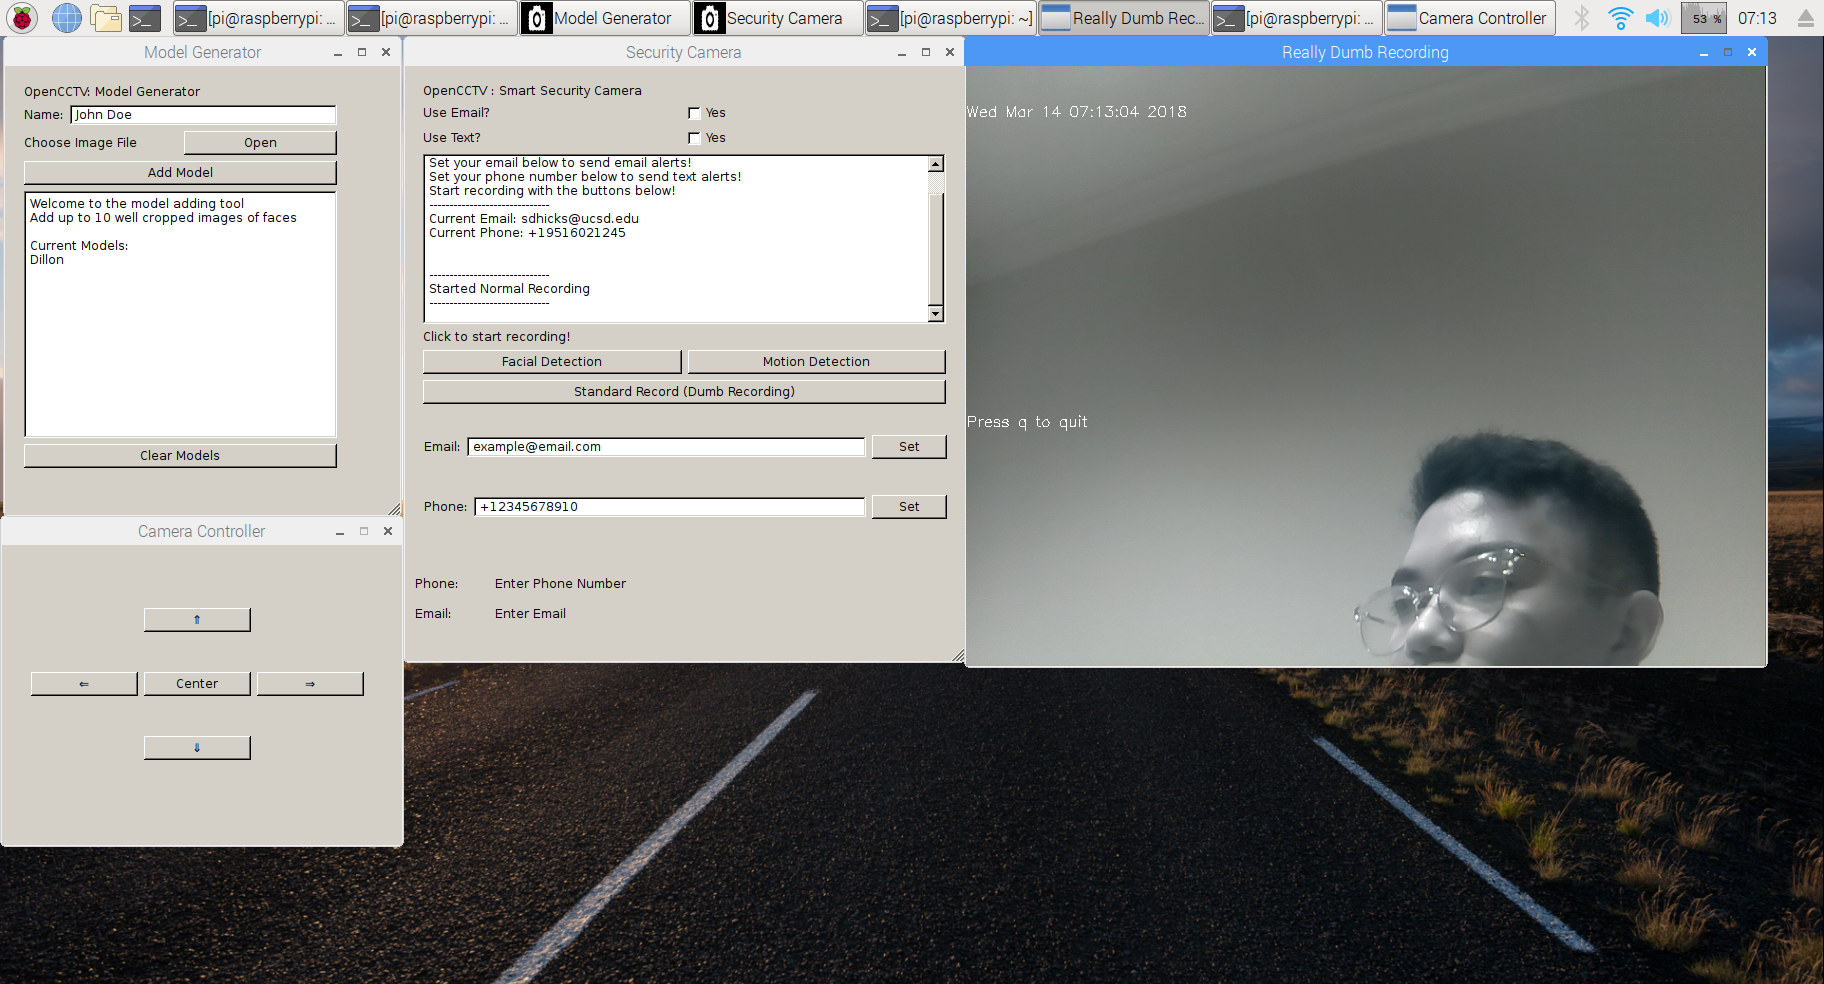 [pi@raspberrypi: ...
[pi@raspberrypi: ...
Model Generator
Security Camera
[pi@raspberrypi: ~]
Really Dumb Rec...
[pi@raspberrypi: ...
Camera Controller
53 %
07:13
Model Generator
OpenCCTV: Model Generator
Name: John Doe
Choose Image File
Open
Add Model
Welcome to the model adding tool
Add up to 10 well cropped images of faces
Current Models:
Dillon
Clear Models
Camera Controller
⇑
⇐ Center ⇒
⇓
Security Camera
OpenCCTV : Smart Security Camera
Use Email? Yes
Use Text? Yes
Set your email below to send email alerts!
Set your phone number below to send text alerts!
Start recording with the buttons below!
------------------------------
Current Email: sdhicks@ucsd.edu
Current Phone: +19516021245
------------------------------
Started Normal Recording
------------------------------
Click to start recording!
Facial Detection
Motion Detection
Standard Record (Dumb Recording)
Email: example@email.com Set
Phone: +12345678910 Set
Phone: Enter Phone Number
Email: Enter Email
Really Dumb Recording
Wed Mar 14 07:13:04 2018
Press q to quit